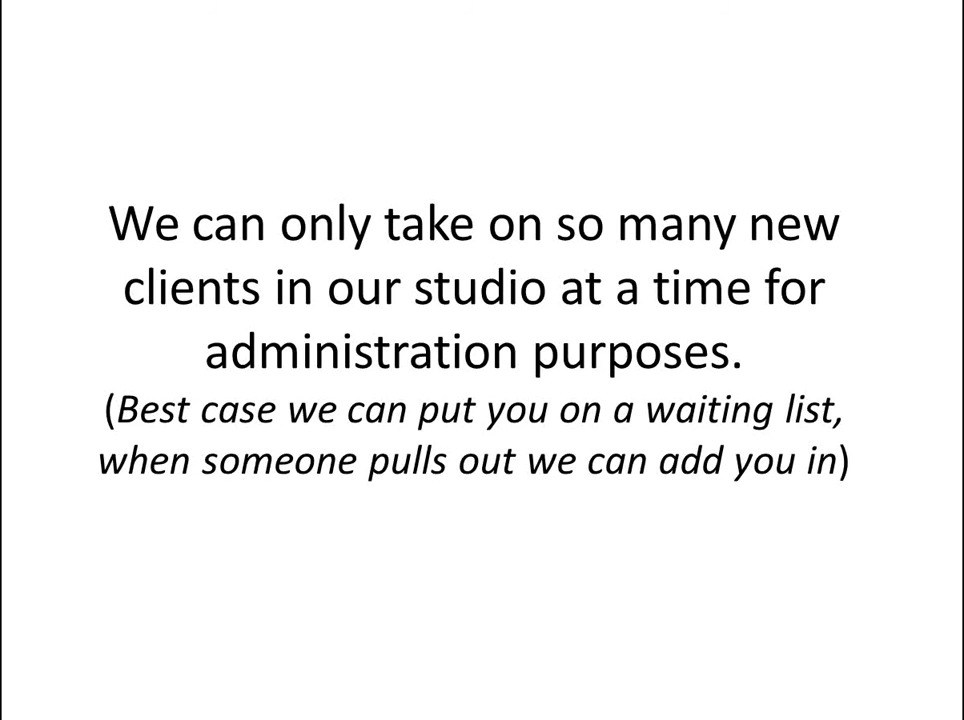 We can only take on so many new
clients in our studio at a time for
administration purposes.
(Best case we can put you on a waiting list,
when someone pulls out we can add you in)